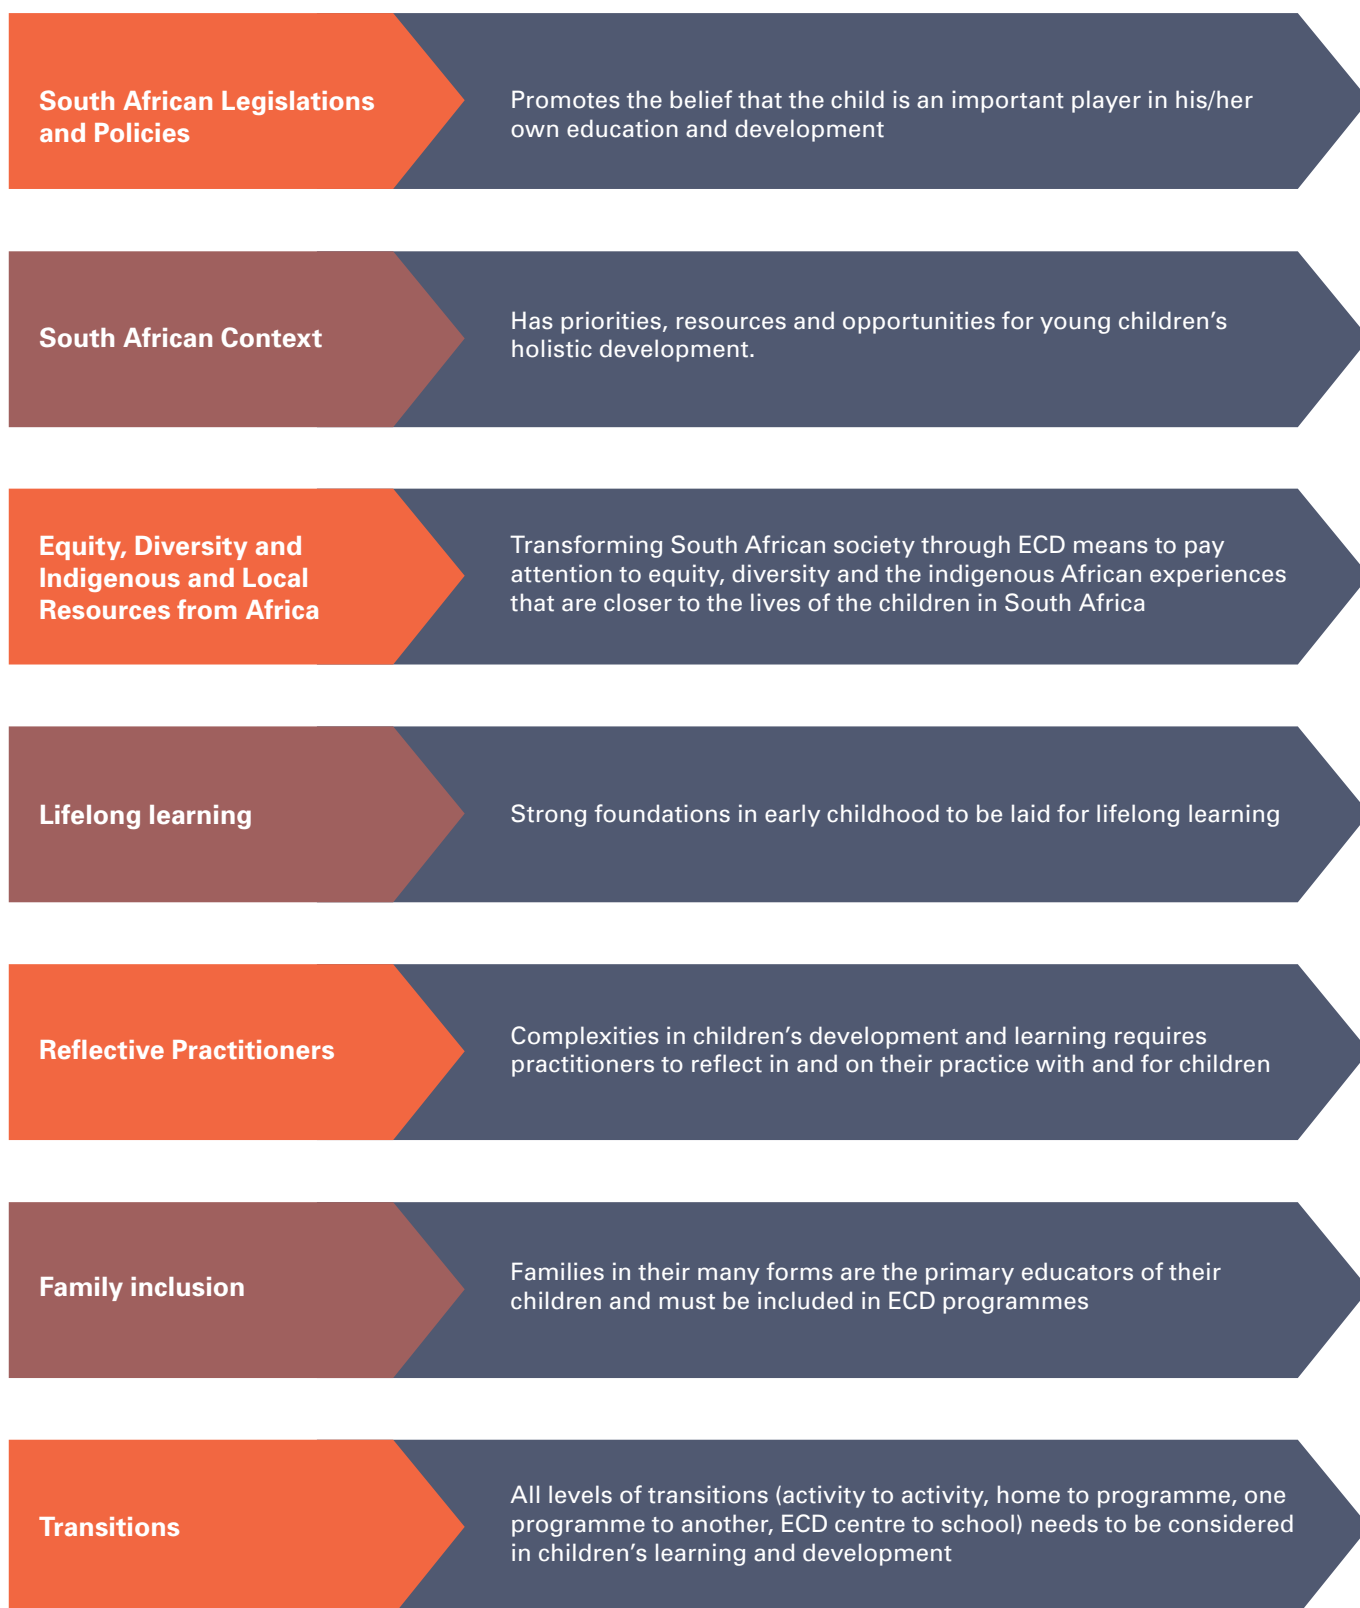 South African Legislations
and Policies
Promotes the belief that the child is an important player in his/her
own education and development
South African Context
Has priorities, resources and opportunities for young children’s
holistic development.
Equity, Diversity and
Indigenous and Local
Resources from Africa
Transforming South African society through ECD means to pay
attention to equity, diversity and the indigenous African experiences
that are closer to the lives of the children in South Africa
Lifelong learning
Strong foundations in early childhood to be laid for lifelong learning
Reflective Practitioners
Complexities in children’s development and learning requires
practitioners to reflect in and on their practice with and for children
Family inclusion
Families in their many forms are the primary educators of their
children and must be included in ECD programmes
Transitions
All levels of transitions (activity to activity, home to programme, one
programme to another, ECD centre to school) needs to be considered
in children’s learning and development